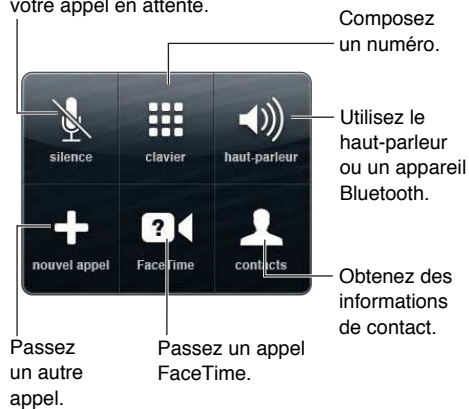 votre appel en attente.
Composez
un numéro.
silence
clavier
haut-parleur
Utilisez le
haut-parleur
ou un appareil
Bluetooth.
nouvel appel
FaceTime
contacts
Obtenez des
informations
de contact.
Passez
un autre
appel.
Passez un appel
FaceTime.